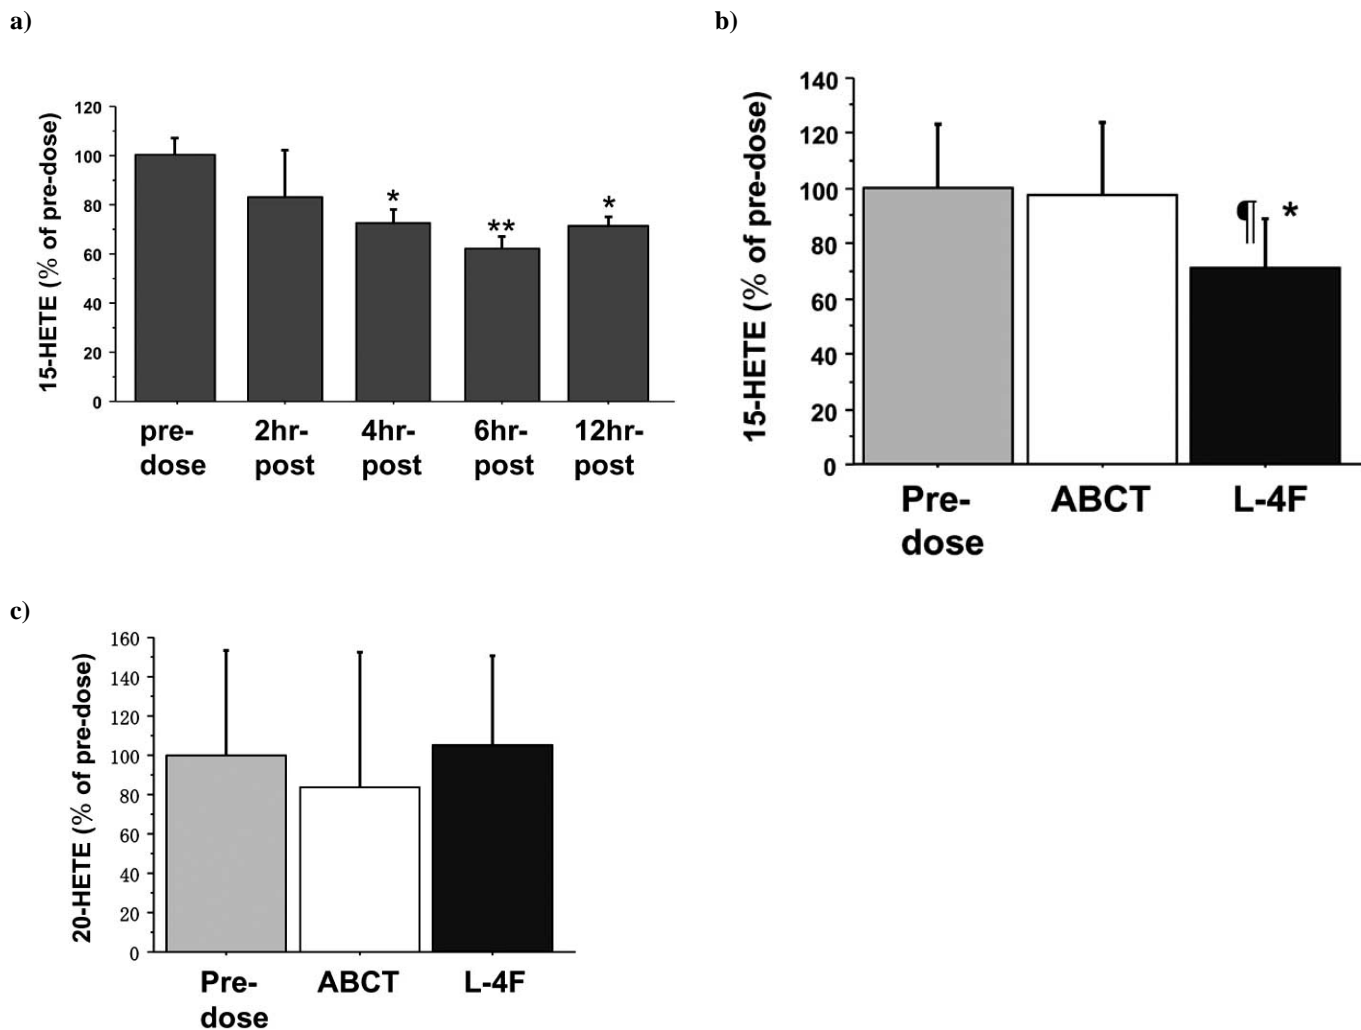 a)
15-HETE (% of pre-dose)
120
100
80
60
40
20
0
*
**
*
pre-
dose
2hr-
post
4hr-
post
6hr-
post
12hr-
post
b)
15-HETE (% of pre-dose)
140
120
100
80
60
40
20
0
¶ *
Pre-
dose
ABCT
L-4F
c)
20-HETE (% of pre-dose)
160
140
120
100
80
60
40
20
0
Pre-
dose
ABCT
L-4F